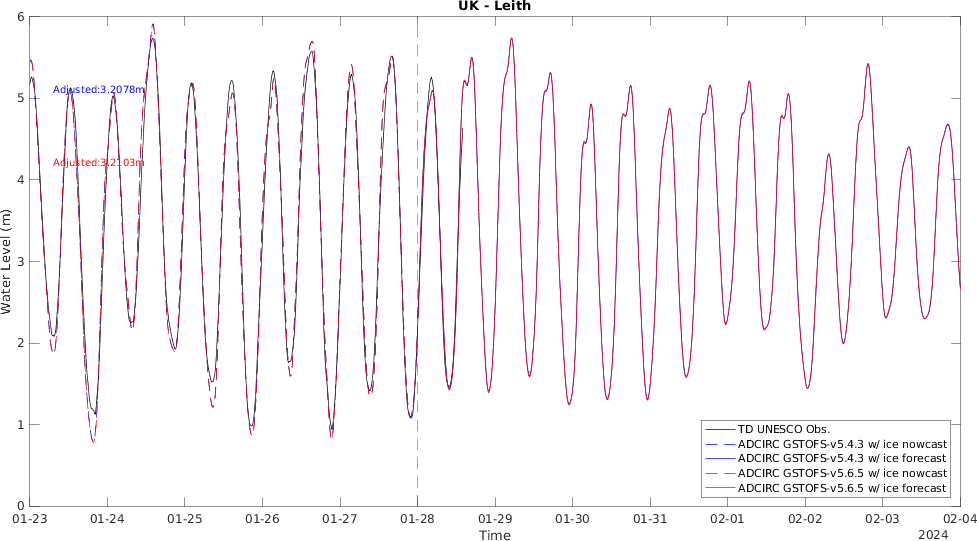 UK - Leith
6
5
4
3
2
1
0
Water Level (m)
Adjusted:3.2078m
Adjusted:3.2103m
TD UNESCO Obs.
ADCIRC GSTOFS-v5.4.3 w/ ice nowcast
ADCIRC GSTOFS-v5.4.3 w/ ice forecast
ADCIRC GSTOFS-v5.6.5 w/ ice nowcast
ADCIRC GSTOFS-v5.6.5 w/ ice forecast
01-23 01-24 01-25 01-26 01-27 01-28 01-29 01-30 01-31 02-01 02-02 02-03 02-04
Time
2024